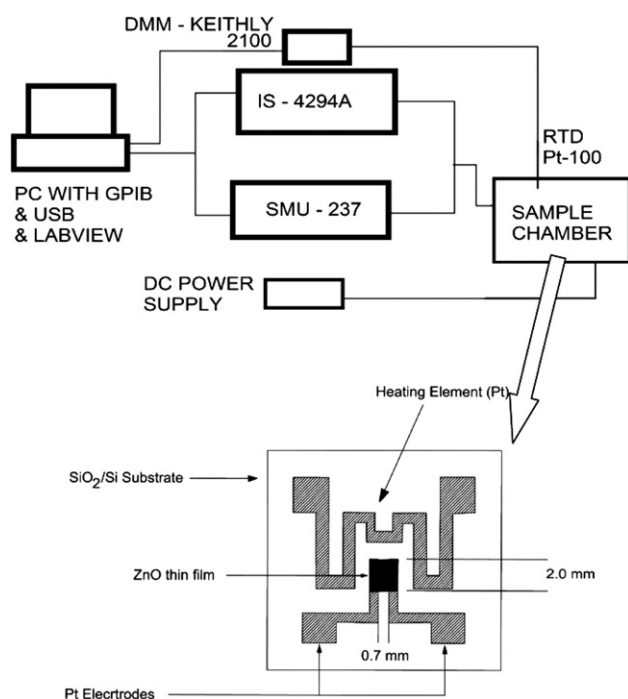 DMM - KEITHLY
2100
IS - 4294A
RTD
Pt-100
PC WITH GPIB
& USB
& LABVIEW
SMU - 237
SAMPLE
CHAMBER
DC POWER
SUPPLY
Heating Element (Pt)
SiO₂/Si Substrate
ZnO thin film
2.0 mm
0.7 mm
Pt Elecrtrodes